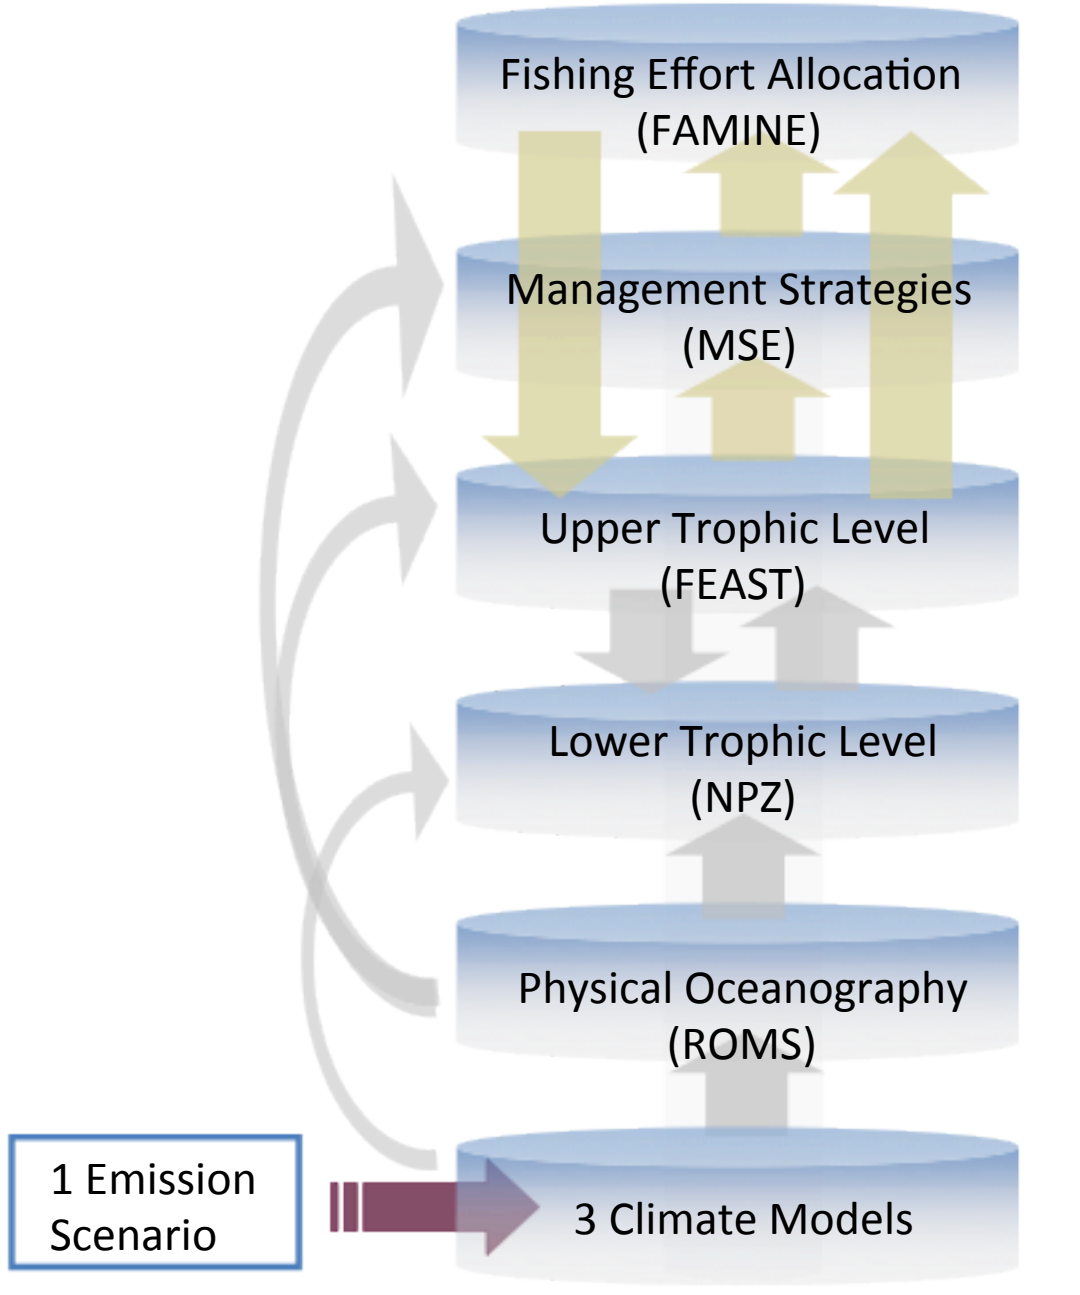 Fishing Effort Allocation
(FAMINE)
Management Strategies
(MSE)
Upper Trophic Level
(FEAST)
Lower Trophic Level
(NPZ)
Physical Oceanography
(ROMS)
1 Emission
Scenario
3 Climate Models